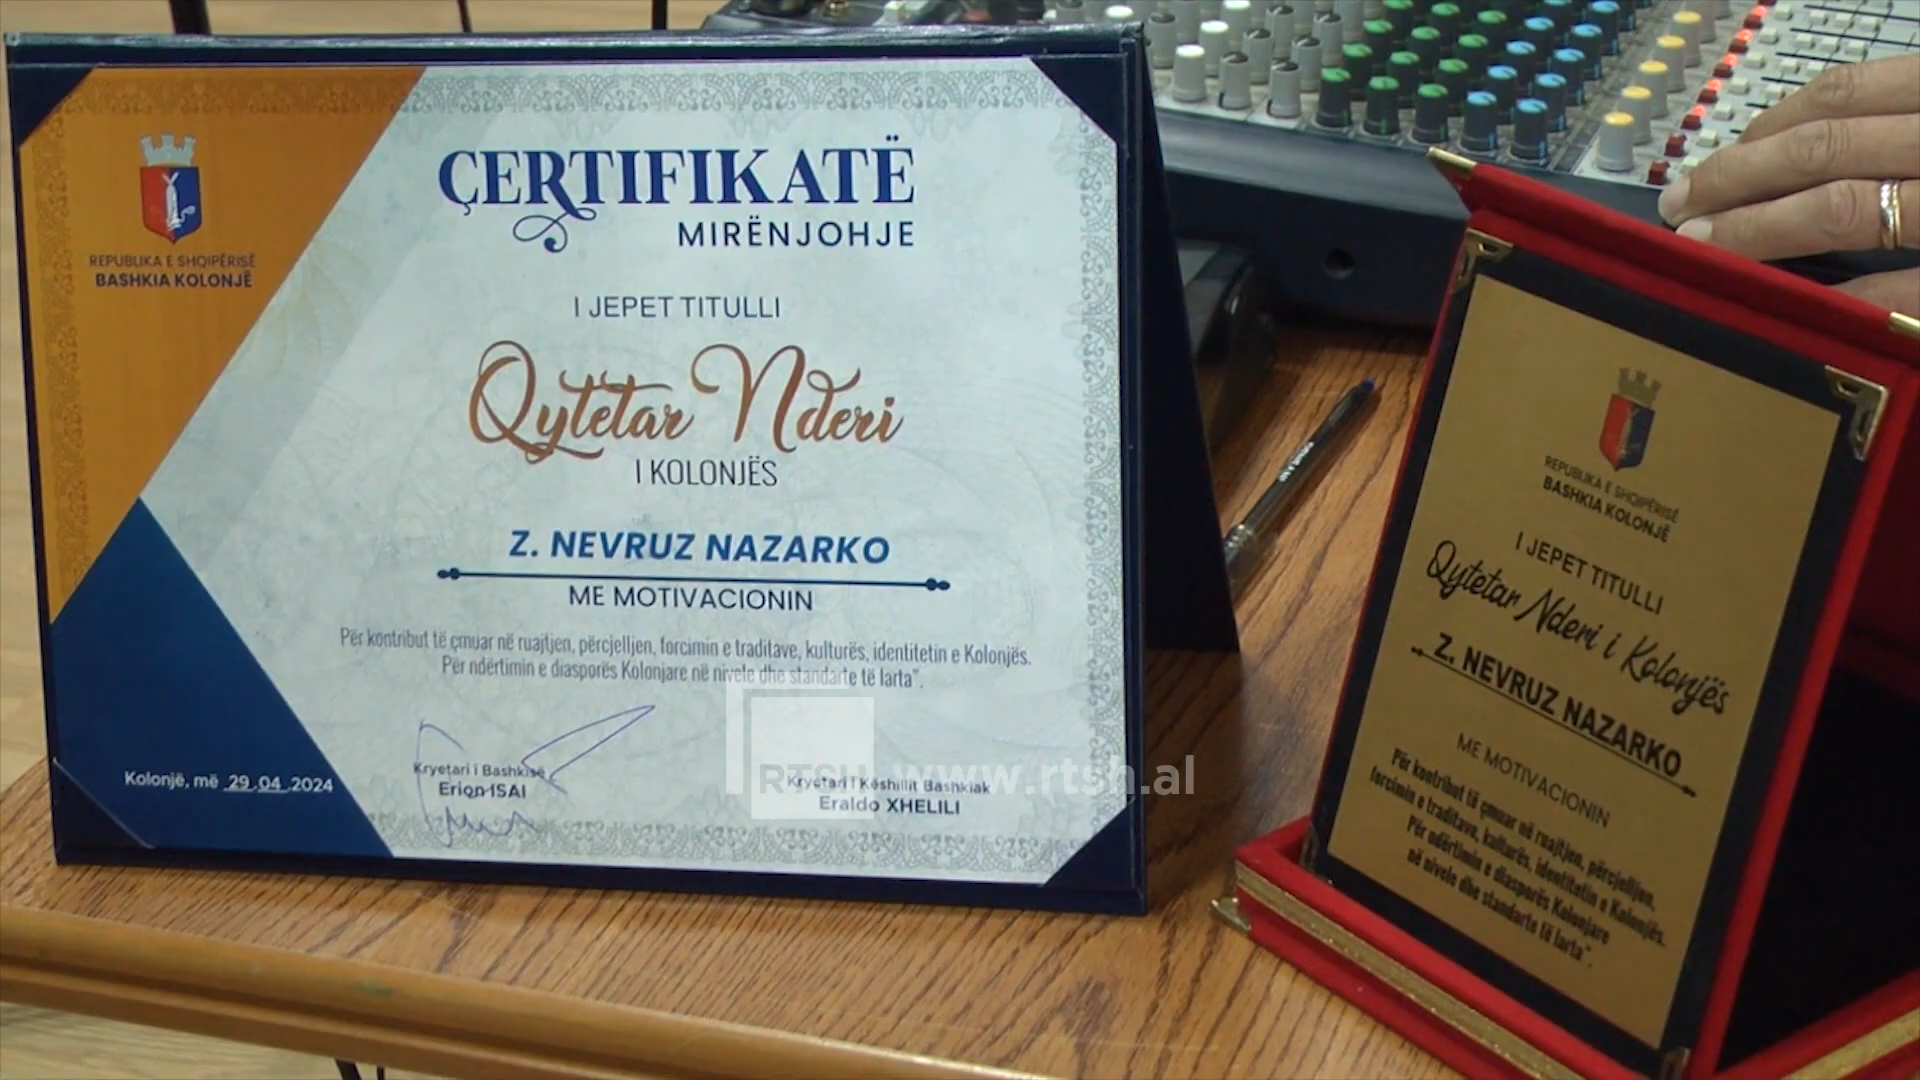 REPUBLIKA E SHQIPËRISË
BASHKIA KOLONJË
ÇERTIFIKATË
MIRËNJOHJE
I JEPET TITULLI
Qytetar Nderi
I KOLONJËS
Z. NEVRUZ NAZARKO
ME MOTIVACIONIN
Për kontribut të çmuar në ruajtjen, përcjelljen, forcimin e traditave, kulturës, identitetin e Kolonjës.
Për ndërtimin e diasporës Kolonjare në nivele dhe standarte të larta".
Kolonjë, më 29.04.2024
Kryetari i Bashkisë
Erion ISAI
Kryetari i Këshillit Bashkiak
Eraldo XHELILI
RTSH www.rtsh.al
REPUBLIKA E SHQIPËRISË
BASHKIA KOLONJË
I JEPET TITULLI
Qytetar Nderi i Kolonjës
Z. NEVRUZ NAZARKO
ME MOTIVACIONIN
Për kontribut të çmuar në ruajtjen, përcjelljen,
forcimin e traditave, kulturës, identitetin e Kolonjës.
Për ndërtimin e diasporës Kolonjare
në nivele dhe standarte të larta".